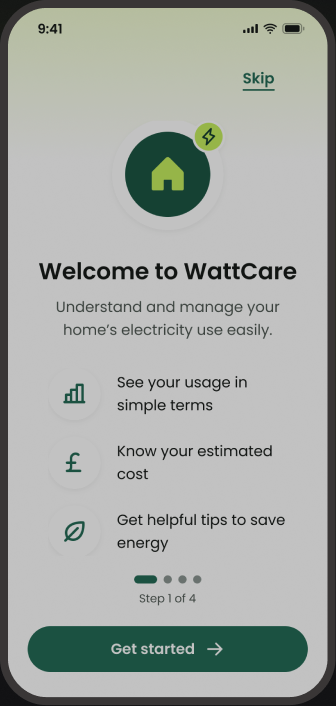 9:41
Skip
Welcome to WattCare
Understand and manage your
home's electricity use easily.
See your usage in
simple terms
£
Know your estimated
cost
Get helpful tips to save
energy
Step 1 of 4
Get started →